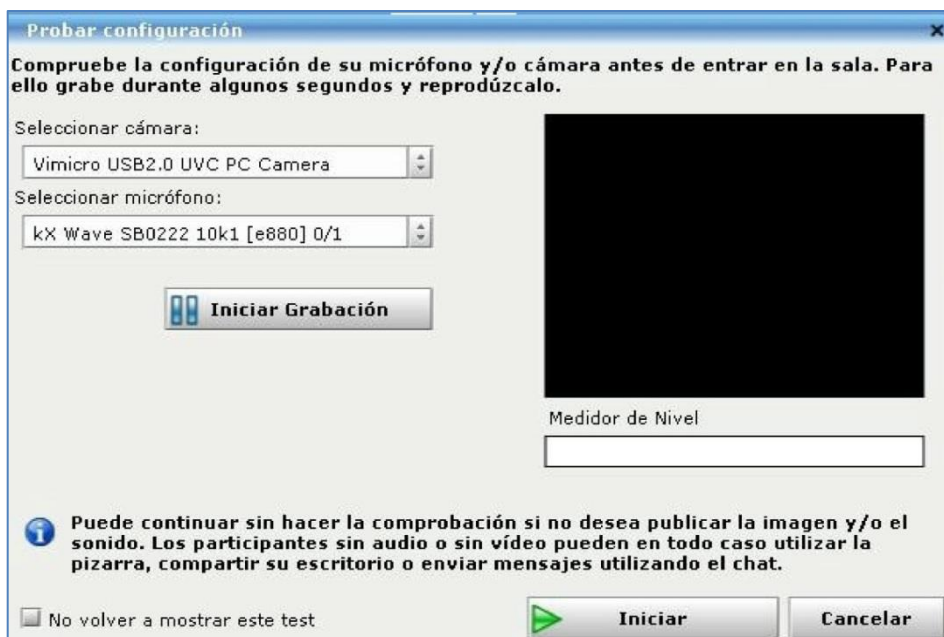 Probar configuración
Compruebe la configuración de su micrófono y/o cámara antes de entrar en la sala. Para
ello grabe durante algunos segundos y reprodúzcalo.
Seleccionar cámara:
Vimicro USB2.0 UVC PC Camera
Seleccionar micrófono:
kX Wave SB0222 10k1 [e880] 0/1
Iniciar Grabación
Medidor de Nivel
Puede continuar sin hacer la comprobación si no desea publicar la imagen y/o el
sonido. Los participantes sin audio o sin vídeo pueden en todo caso utilizar la
pizarra, compartir su escritorio o enviar mensajes utilizando el chat.
No volver a mostrar este test
Iniciar
Cancelar